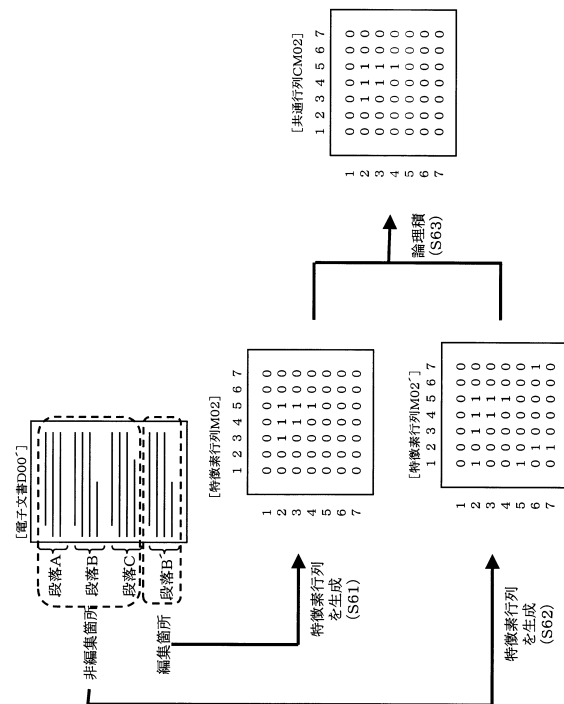 [電子文書D00´]
段落A
段落B
段落C
段落B´
非編集箇所
編集箇所
特徴素行列
を生成
(S61)
特徴素行列
を生成
(S62)
[特徴素行列M02]
1 2 3 4 5 6 7
1 0 0 0 0 0 0 0
2 0 0 1 1 1 0 0
3 0 0 0 1 1 0 0
4 0 0 0 0 1 0 0
5 0 0 0 0 0 0 0
6 0 0 0 0 0 0 0
7 0 0 0 0 0 0 0
[特徴素行列M02´]
1 2 3 4 5 6 7
1 0 0 0 0 0 0 0
2 1 0 1 1 1 0 0
3 0 0 0 1 1 0 0
4 0 0 0 0 1 0 0
5 1 0 0 0 0 0 0
6 0 1 0 0 0 0 1
7 0 1 0 0 0 0 0
論理積
(S63)
[共通行列CM02]
1 2 3 4 5 6 7
1 0 0 0 0 0 0 0
2 0 0 1 1 1 0 0
3 0 0 0 1 1 0 0
4 0 0 0 0 1 0 0
5 0 0 0 0 0 0 0
6 0 0 0 0 0 0 0
7 0 0 0 0 0 0 0